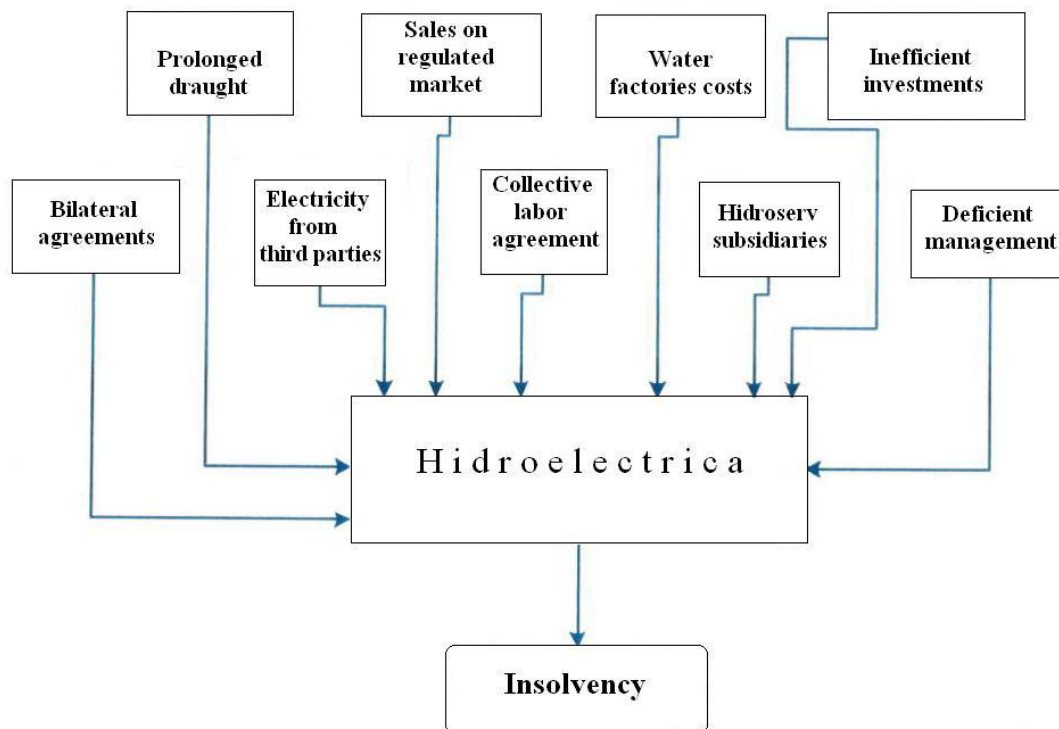 Prolonged
draught
Sales on
regulated
market
Water
factories costs
Inefficient
investments
Bilateral
agreements
Electricity
from
third parties
Collective
labor
agreement
Hidroserv
subsidiaries
Deficient
management
Hidroelectrica
Insolvency